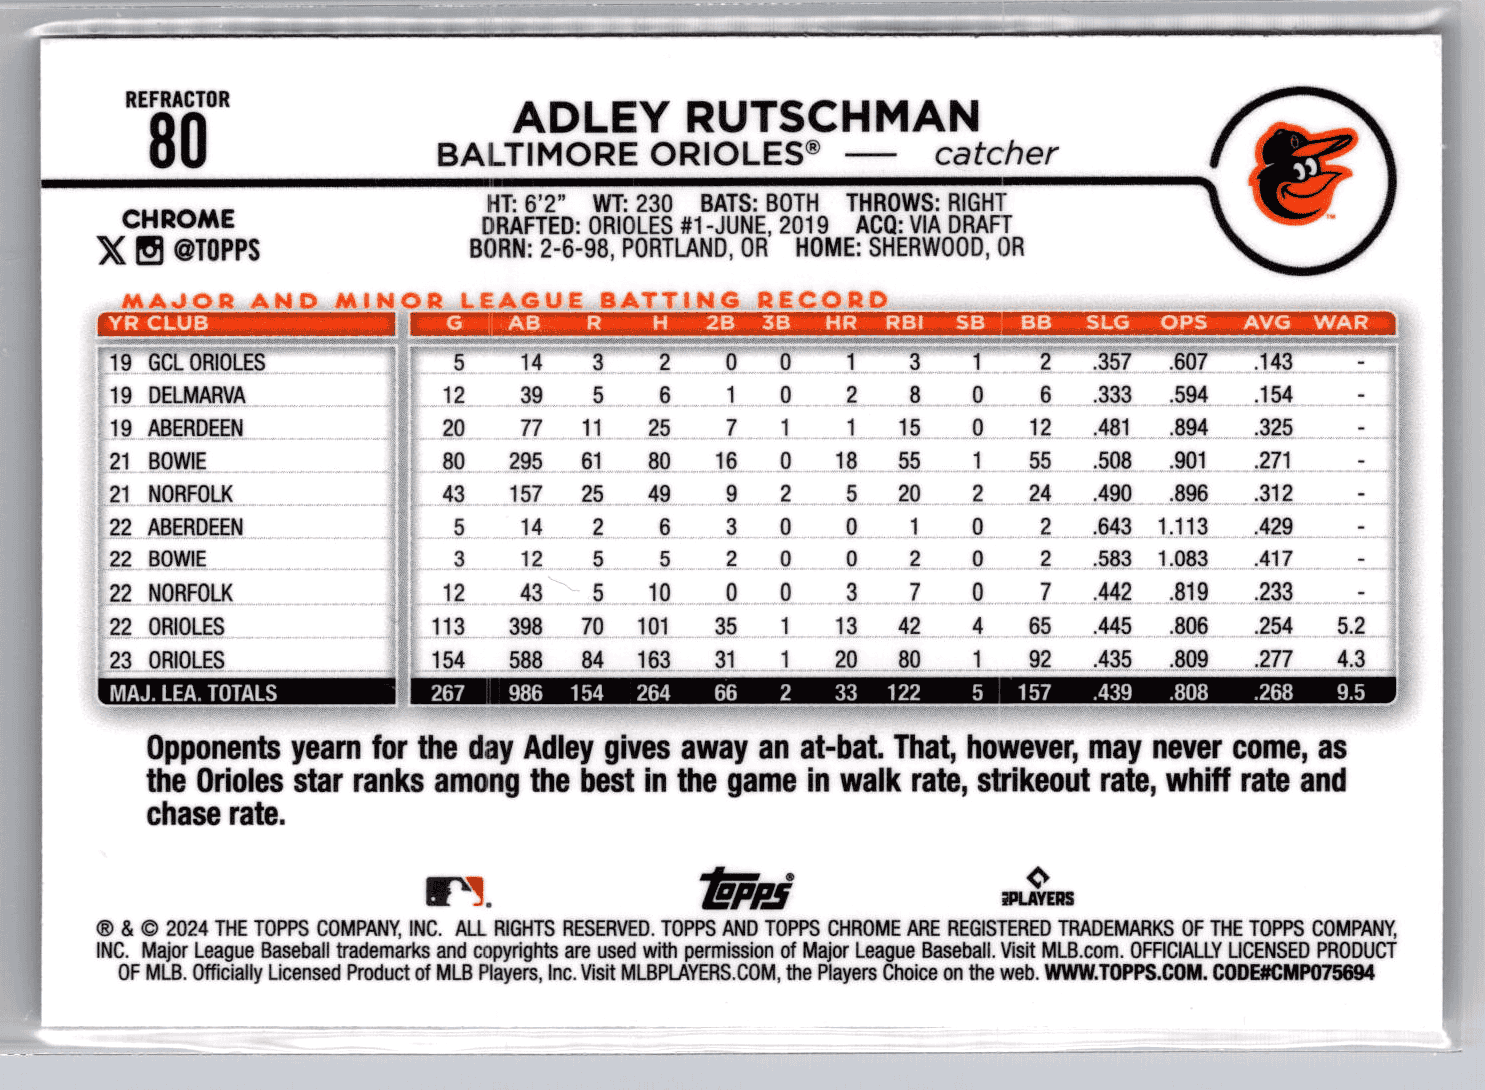 REFRACTOR
80
ADLEY RUTSCHMAN
BALTIMORE ORIOLES® — catcher
CHROME
@TOPPS
HT: 6'2" WT: 230 BATS: BOTH THROWS: RIGHT
DRAFTED: ORIOLES #1-JUNE, 2019 ACQ: VIA DRAFT
BORN: 2-6-98, PORTLAND, OR HOME: SHERWOOD, OR
MAJOR AND MINOR LEAGUE BATTING RECORD
YR CLUB G AB R H 2B 3B HR RBI SB BB SLG OPS AVG WAR
19 GCL ORIOLES 5 14 3 2 0 0 1 3 1 2 .357 .607 .143 -
19 DELMARVA 12 39 5 6 1 0 2 8 0 6 .333 .594 .154 -
19 ABERDEEN 20 77 11 25 7 1 1 15 0 12 .481 .894 .325 -
21 BOWIE 80 295 61 80 16 0 18 55 1 55 .508 .901 .271 -
21 NORFOLK 43 157 25 49 9 2 5 20 2 24 .490 .896 .312 -
22 ABERDEEN 5 14 2 6 3 0 0 1 0 2 .643 1.113 .429 -
22 BOWIE 3 12 5 5 2 0 0 2 0 2 .583 1.083 .417 -
22 NORFOLK 12 43 5 10 0 0 3 7 0 7 .442 .819 .233 -
22 ORIOLES 113 398 70 101 35 1 13 42 4 65 .445 .806 .254 5.2
23 ORIOLES 154 588 84 163 31 1 20 80 1 92 .435 .809 .277 4.3
MAJ. LEA. TOTALS 267 986 154 264 66 2 33 122 5 157 .439 .808 .268 9.5
Opponents yearn for the day Adley gives away an at-bat. That, however, may never come, as
the Orioles star ranks among the best in the game in walk rate, strikeout rate, whiff rate and
chase rate.
Topps®
PLAYERS
® & © 2024 THE TOPPS COMPANY, INC. ALL RIGHTS RESERVED. TOPPS AND TOPPS CHROME ARE REGISTERED TRADEMARKS OF THE TOPPS COMPANY,
INC. Major League Baseball trademarks and copyrights are used with permission of Major League Baseball. Visit MLB.com. OFFICIALLY LICENSED PRODUCT
OF MLB. Officially Licensed Product of MLB Players, Inc. Visit MLBPLAYERS.COM, the Players Choice on the web. WWW.TOPPS.COM. CODE#CMP075694